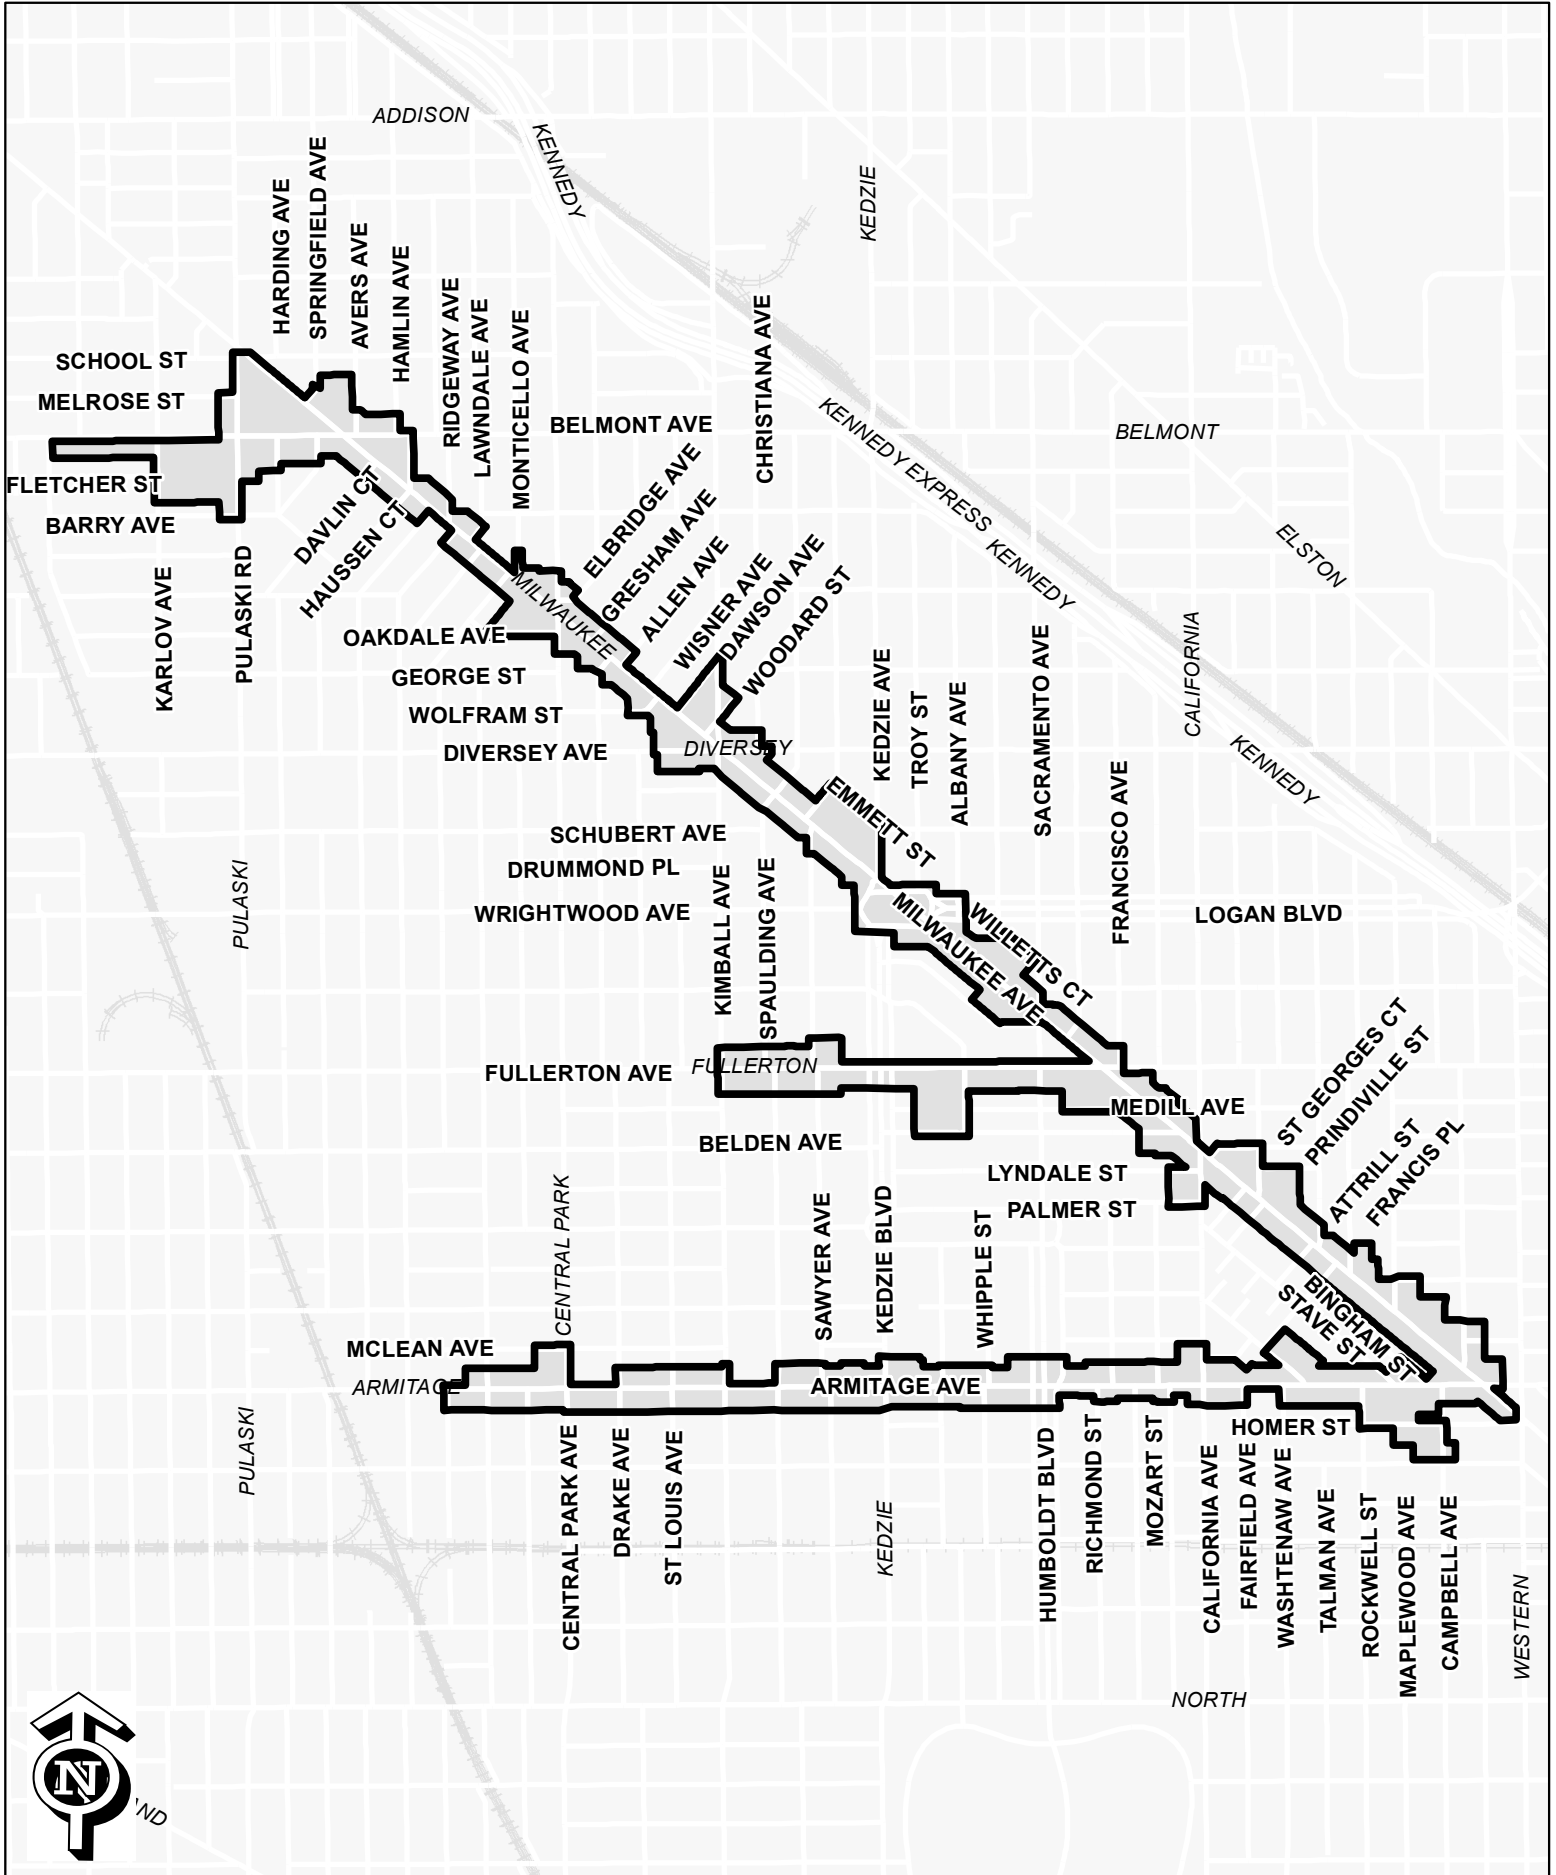 ADDISON
KENNEDY
KEDZIE
HARDING AVE
SPRINGFIELD AVE
AVERS AVE
HAMLIN AVE
RIDGEWAY AVE
LAWNDALE AVE
MONTICELLO AVE
CHRISTIANA AVE
SCHOOL ST
MELROSE ST
BELMONT AVE
KENNEDY EXPRESS
BELMONT
FLETCHER ST
BARRY AVE
DAVLIN CT
HAUSSEN CT
ELBRIDGE AVE
GRESHAM AVE
ALLEN AVE
WISNER AVE
DAWSON AVE
WOODARD ST
KENNEDY
ELSTON
KARLOV AVE
PULASKI RD
MILWAUKEE
OAKDALE AVE
GEORGE ST
WOLFRAM ST
DIVERSEY AVE
DIVERSEY
KEDZIE AVE
TROY ST
ALBANY AVE
SACRAMENTO AVE
CALIFORNIA
KENNEDY
FRANCISCO AVE
EMMETT ST
SCHUBERT AVE
DRUMMOND PL
WRIGHTWOOD AVE
PULASKI
KIMBALL AVE
SPAULDING AVE
MILWAUKEE AVE
WILLETTS CT
LOGAN BLVD
FULLERTON AVE
FULLERTON
MEDILL AVE
ST GEORGES CT
PRINDIVILLE ST
ATTRILL ST
FRANCIS PL
BELDEN AVE
LYNDALE ST
PALMER ST
CENTRAL PARK
SAWYER AVE
KEDZIE BLVD
WHIPPLE ST
BINGHAM ST
STAVE ST
MCLEAN AVE
ARMITAGE
ARMITAGE AVE
PULASKI
HOMER ST
CENTRAL PARK AVE
DRAKE AVE
ST LOUIS AVE
KEDZIE
HUMBOLDT BLVD
RICHMOND ST
MOZART ST
CALIFORNIA AVE
FAIRFIELD AVE
WASHTENAW AVE
TALMAN AVE
ROCKWELL ST
MAPLEWOOD AVE
CAMPBELL AVE
WESTERN
NORTH
N